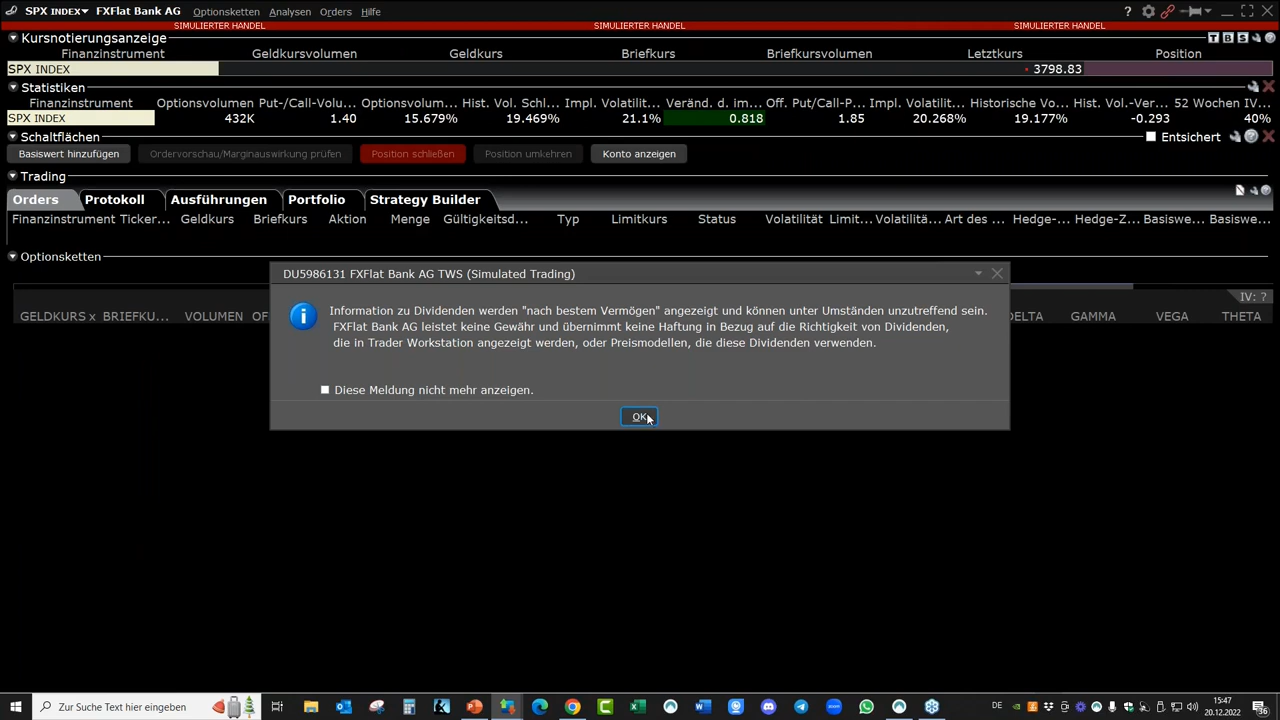 SPX INDEX FXFlat Bank AG Optionsketten Analysen Orders Hilfe ?
SIMULIERTER HANDEL SIMULIERTER HANDEL SIMULIERTER HANDEL
Kursnotierungsanzeige T B S
Finanzinstrument Geldkursvolumen Geldkurs Briefkurs Briefkursvolumen Letztkurs Position
SPX INDEX 3798.83
Statistiken
Finanzinstrument Optionsvolumen Put-/Call-Volu... Optionsvolum... Hist. Vol. Schl... Impl. Volatilit... Veränd. d. im... Off. Put/Call-P... Impl. Volatilit... Historische Vo... Hist. Vol.-Ver... 52 Wochen IV...
SPX INDEX 432K 1.40 15.679% 19.469% 21.1% 0.818 1.85 20.268% 19.177% -0.293 40%
Schaltflächen Entsichert
Basiswert hinzufügen Ordervorschau/Marginauswirkung prüfen Position schließen Position umkehren Konto anzeigen
Trading
Orders Protokoll Ausführungen Portfolio Strategy Builder
Finanzinstrument Ticker... Geldkurs Briefkurs Aktion Menge Gültigkeitsd... Typ Limitkurs Status Volatilität Limit... Volatilitä... Art des ... Hedge-... Hedge-Z... Basiswe... Basiswe...
Optionsketten
DU5986131 FXFlat Bank AG TWS (Simulated Trading)
IV: ?
GELDKURS x BRIEFKU... VOLUMEN GAMMA VEGA THETA
Information zu Dividenden werden "nach bestem Vermögen" angezeigt und können unter Umständen unzutreffend sein.
FXFlat Bank AG leistet keine Gewähr und übernimmt keine Haftung in Bezug auf die Richtigkeit von Dividenden,
die in Trader Workstation angezeigt werden, oder Preismodellen, die diese Dividenden verwenden.
Diese Meldung nicht mehr anzeigen.
OK
Zur Suche Text hier eingeben DE 15:47
20.12.2022 36